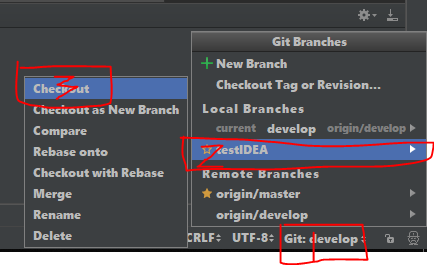 Git Branches
New Branch
Checkout Tag or Revision...
Local Branches
current develop origin/develop
testIDEA
Remote Branches
origin/master
origin/develop
Checkout
Checkout as New Branch
Compare
Rebase onto
Checkout with Rebase
Merge
Rename
Delete
CRLF UTF-8 Git: develop